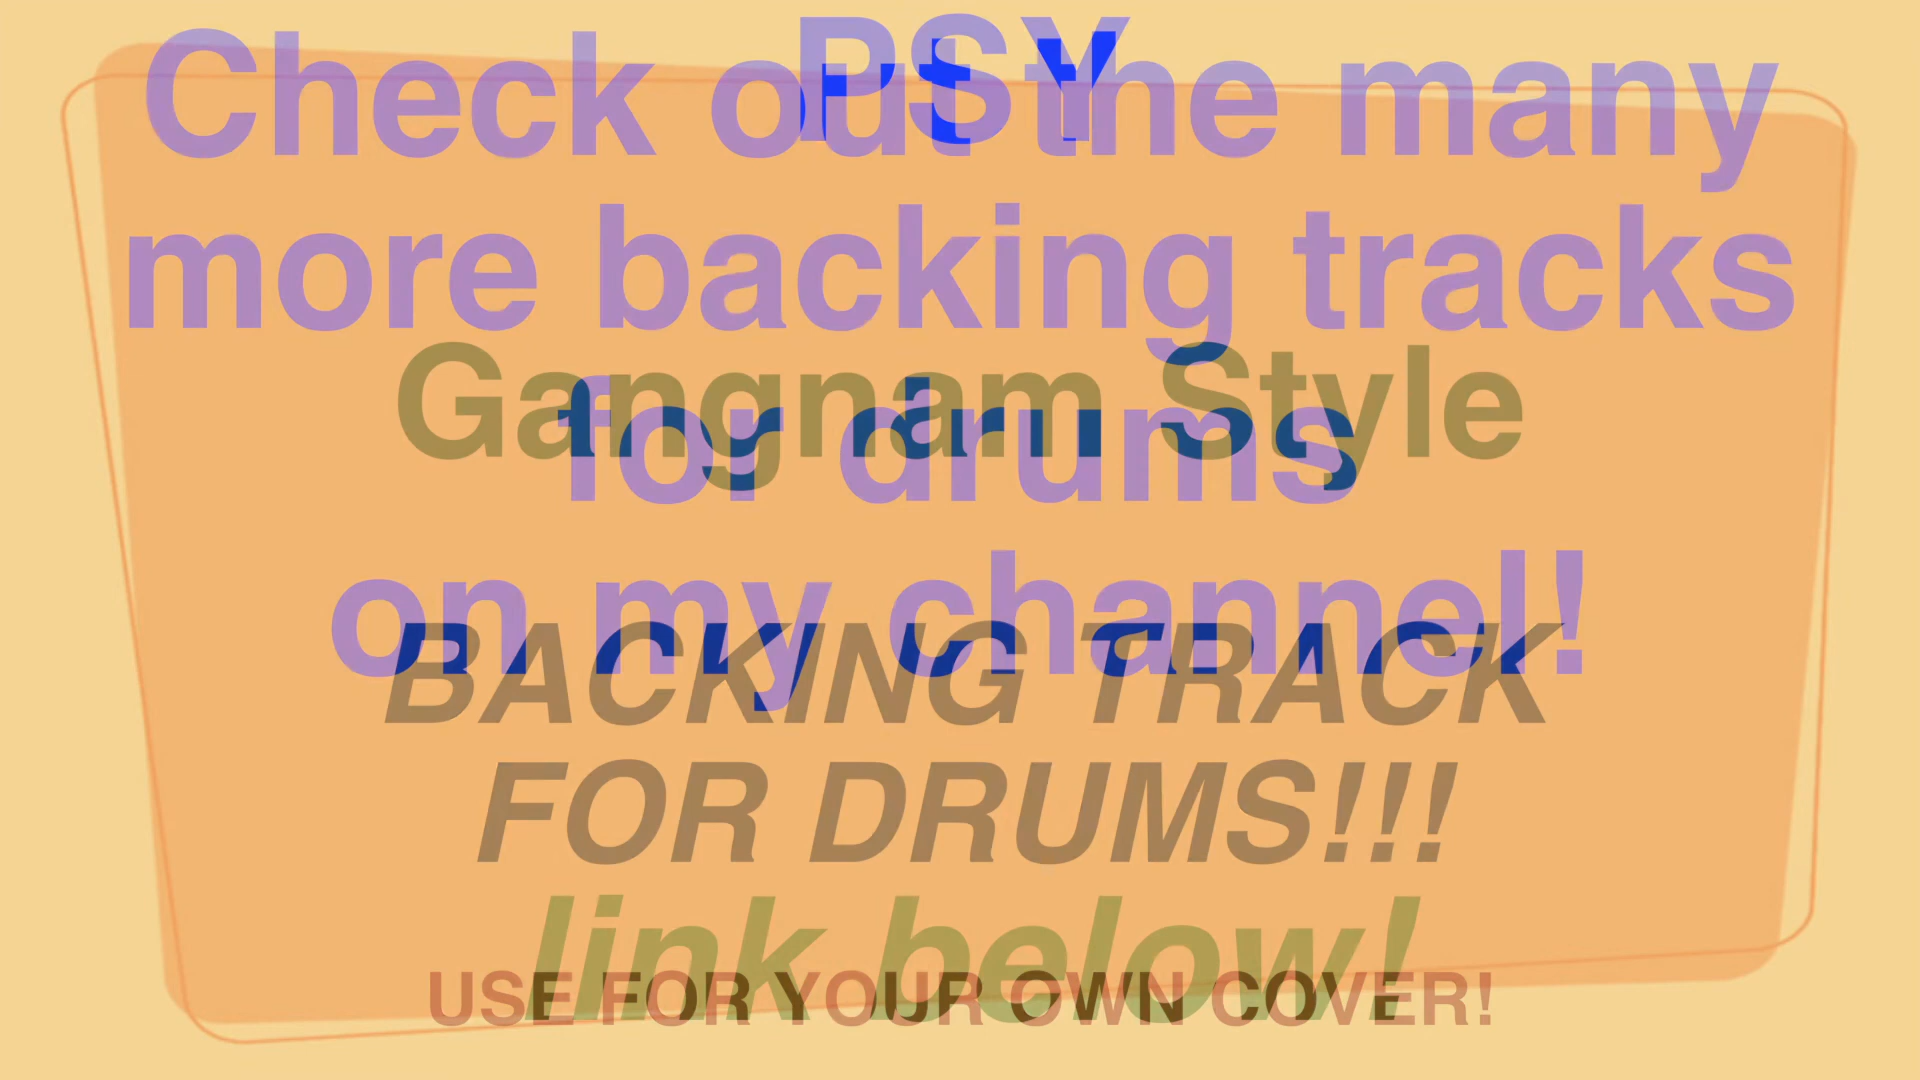 PSY
Check out the many
more backing tracks
Gangnam Style
for drums
on my channel!
BACKING TRACK
FOR DRUMS!!!
link below!
USE FOR YOUR OWN COVER!